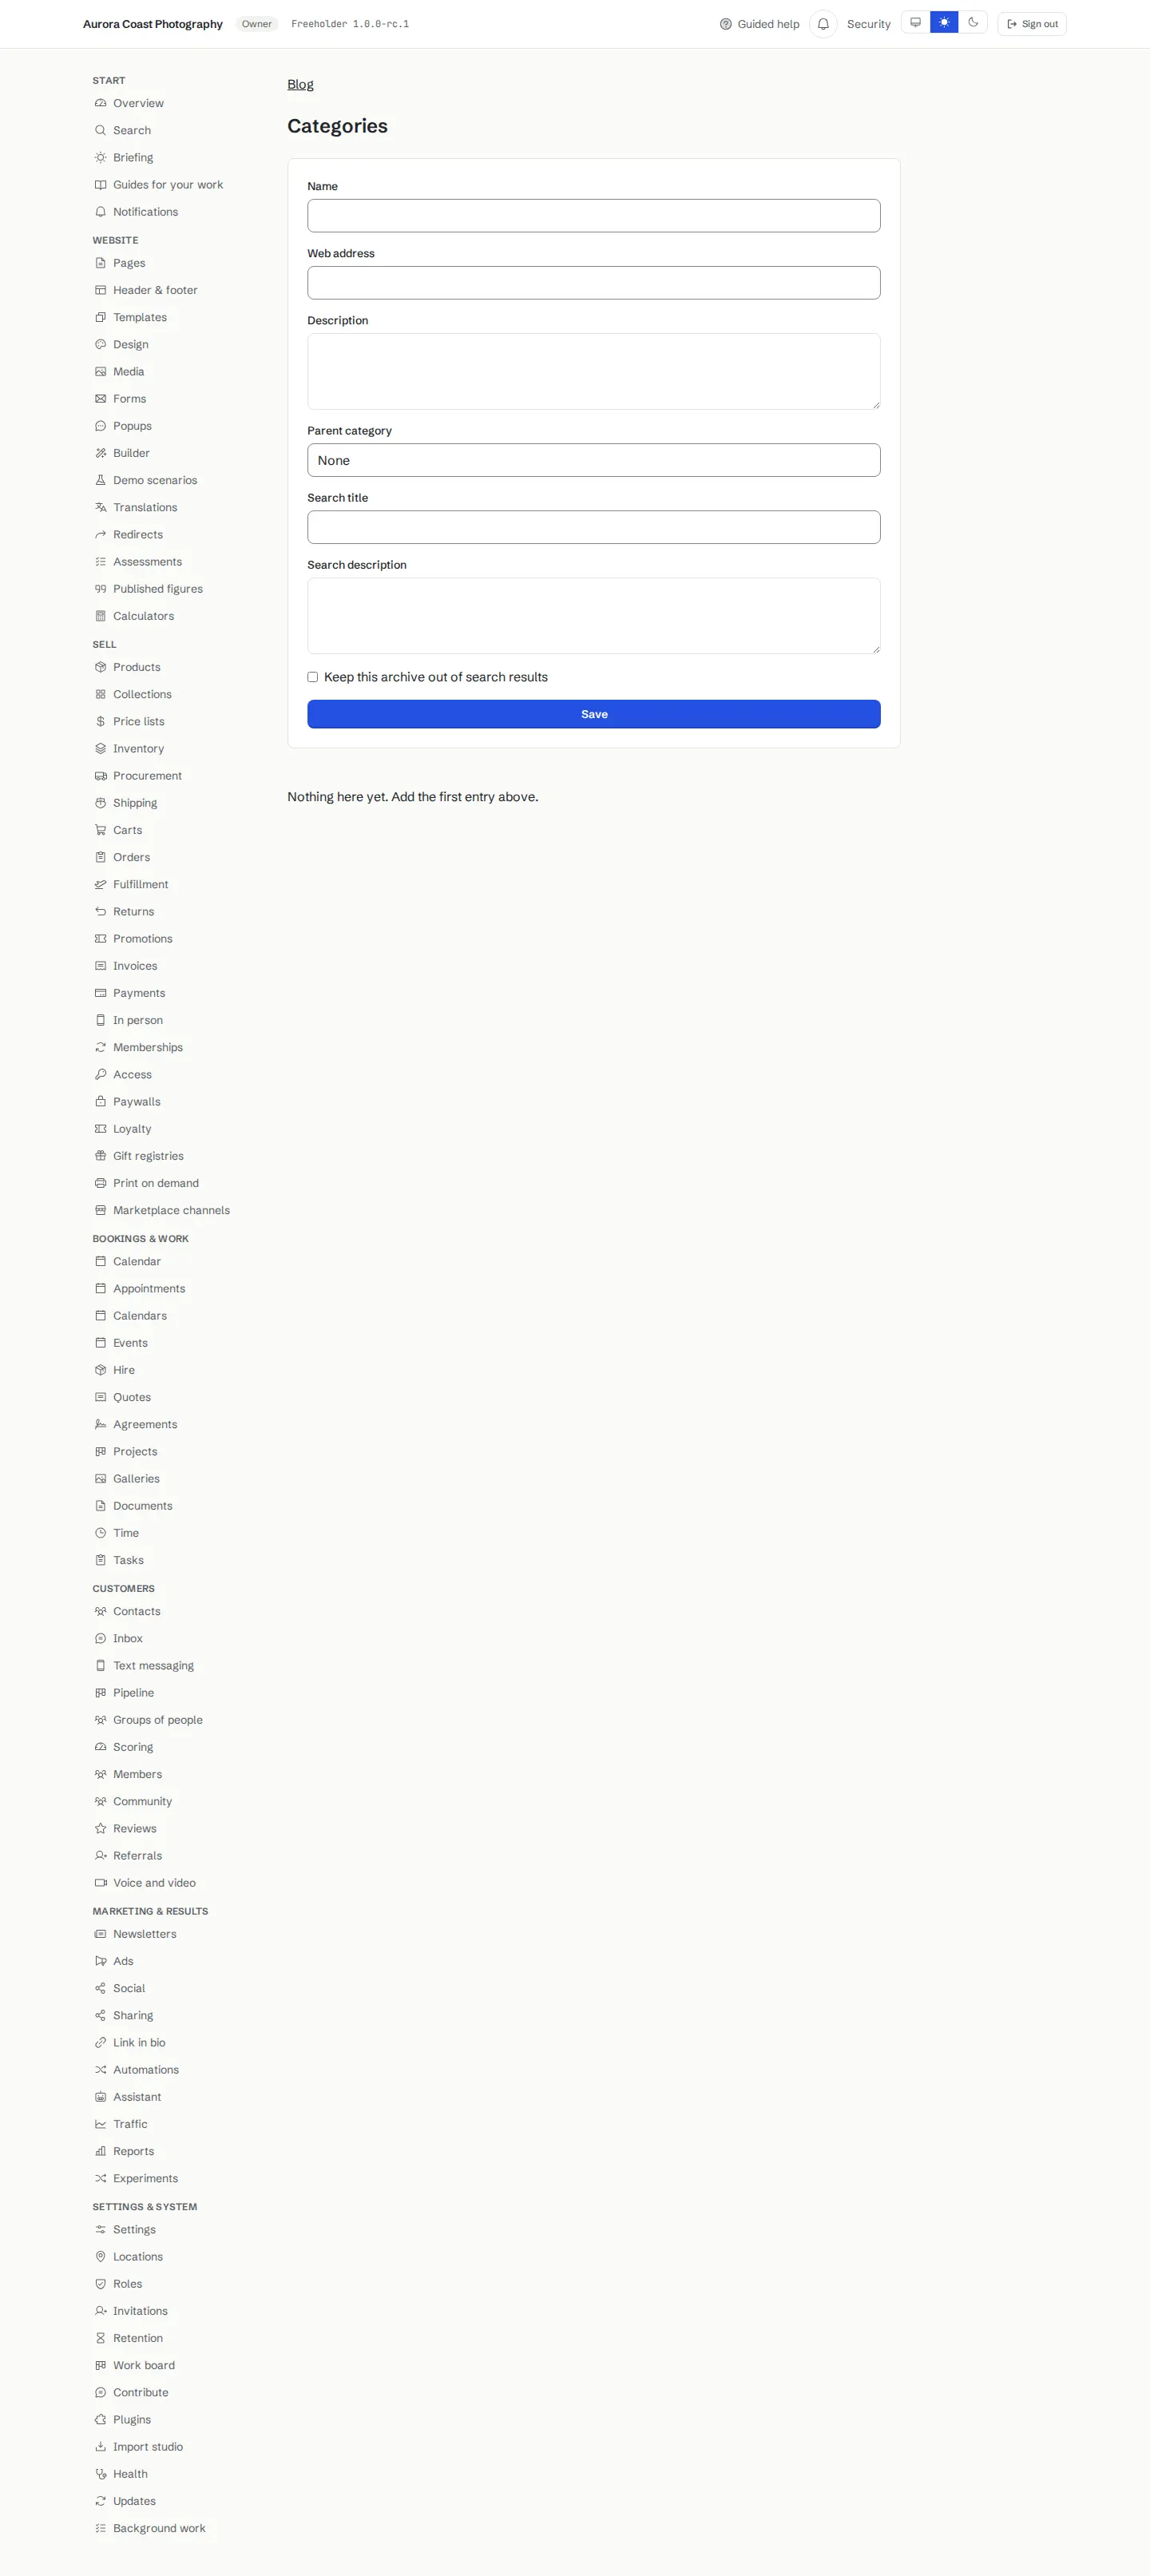 Aurora Coast Photography Owner Freeholder 1.0.0-rc.1 Guided help Security Sign out
START
Overview
Search
Briefing
Guides for your work
Notifications
WEBSITE
Pages
Header & footer
Templates
Design
Media
Forms
Popups
Builder
Demo scenarios
Translations
Redirects
Assessments
Published figures
Calculators
SELL
Products
Collections
Price lists
Inventory
Procurement
Shipping
Carts
Orders
Fulfillment
Returns
Promotions
Invoices
Payments
In person
Memberships
Access
Paywalls
Loyalty
Gift registries
Print on demand
Marketplace channels
BOOKINGS & WORK
Calendar
Appointments
Calendars
Events
Hire
Quotes
Agreements
Projects
Galleries
Documents
Time
Tasks
CUSTOMERS
Contacts
Inbox
Text messaging
Pipeline
Groups of people
Scoring
Members
Community
Reviews
Referrals
Voice and video
MARKETING & RESULTS
Newsletters
Ads
Social
Sharing
Link in bio
Automations
Assistant
Traffic
Reports
Experiments
SETTINGS & SYSTEM
Settings
Locations
Roles
Invitations
Retention
Work board
Contribute
Plugins
Import studio
Health
Updates
Background work
Blog
Categories
Name
Web address
Description
Parent category
None
Search title
Search description
Keep this archive out of search results
Save
Nothing here yet. Add the first entry above.